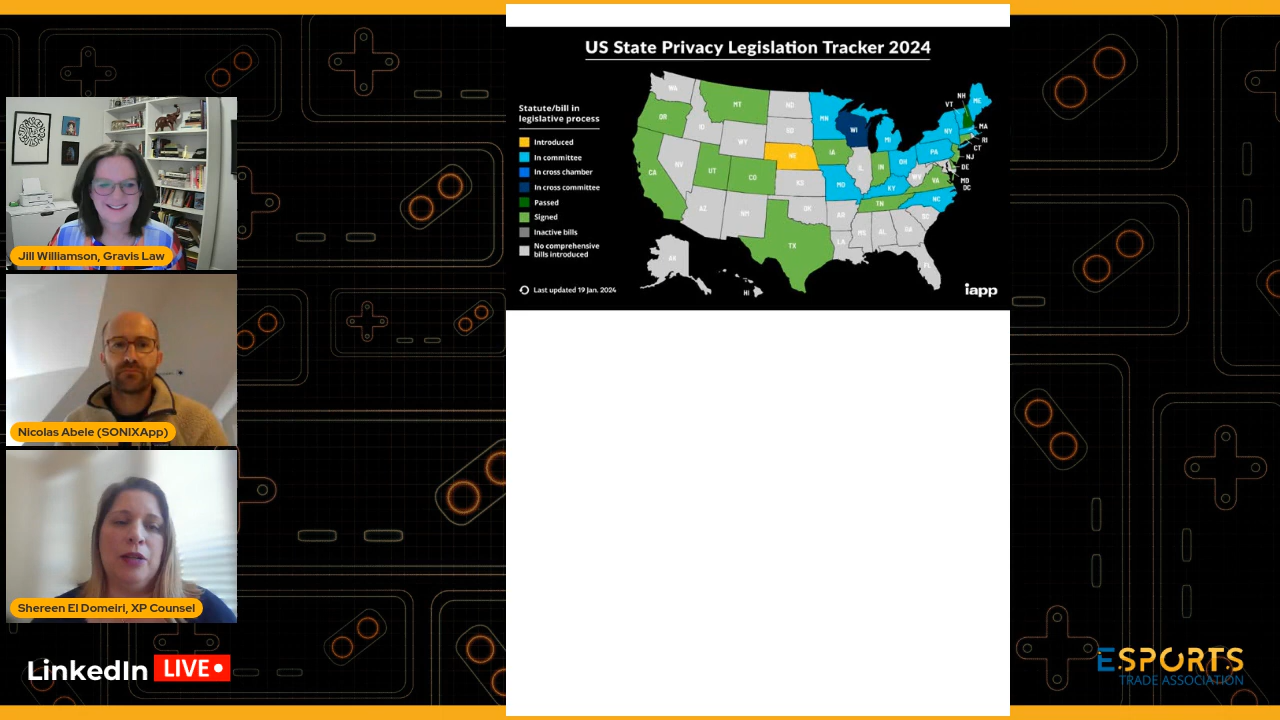 US State Privacy Legislation Tracker 2024
Statute/bill in
legislative process
Introduced
In committee
In cross chamber
In cross committee
Passed
Signed
Inactive bills
No comprehensive
bills introduced
Last updated 19 Jan. 2024
WA
OR
CA
NV
ID
MT
WY
UT
CO
AZ
NM
ND
SD
NE
KS
OK
TX
MN
IA
MO
AR
LA
WI
IL
MI
IN
OH
KY
TN
MS
AL
GA
FL
SC
NC
VA
WV
PA
NY
VT
NH
ME
MA
RI
CT
NJ
DE
MD
DC
AK
HI
iapp
Jill Williamson, Gravis Law
Nicolas Abele (SONIXApp)
Shereen El Domeiri, XP Counsel
LinkedIn LIVE
ESPORTS
TRADE ASSOCIATION